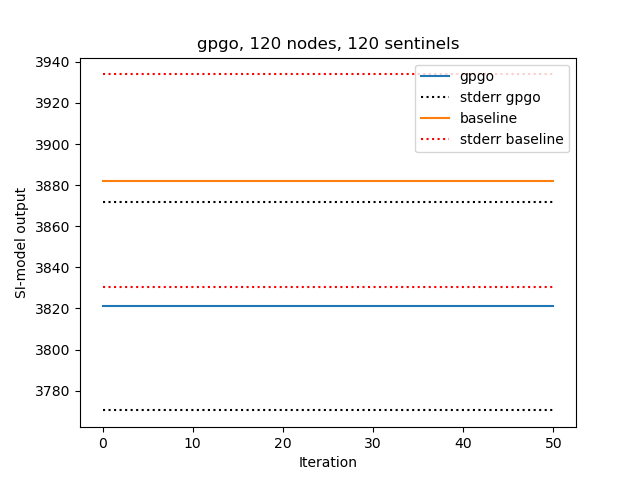 gpgo, 120 nodes, 120 sentinels
3940
3920
3900
3880
3860
3840
3820
3800
3780
SI-model output
gpgo
stderr gpgo
baseline
stderr baseline
0 10 20 30 40 50
Iteration